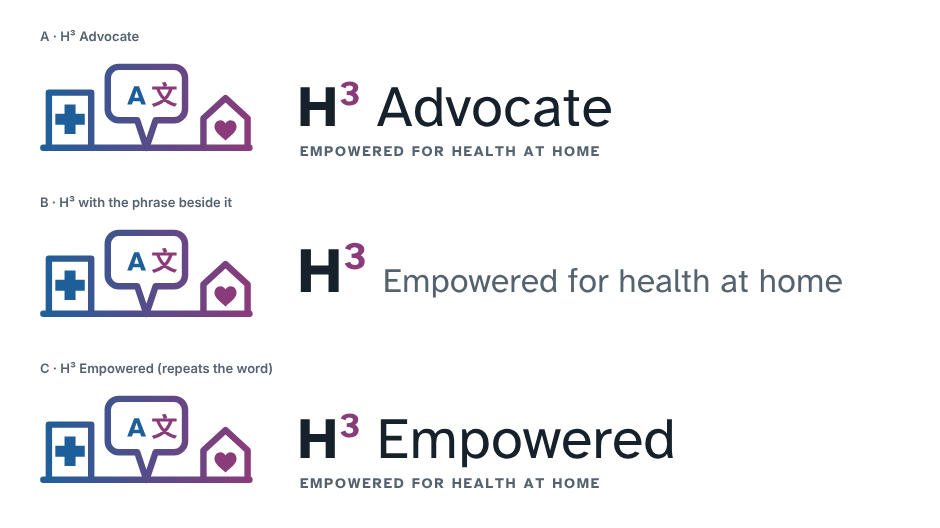 A · H³ Advocate
A 文
H³ Advocate
EMPOWERED FOR HEALTH AT HOME
B · H³ with the phrase beside it
A 文
H³ Empowered for health at home
C · H³ Empowered (repeats the word)
A 文
H³ Empowered
EMPOWERED FOR HEALTH AT HOME